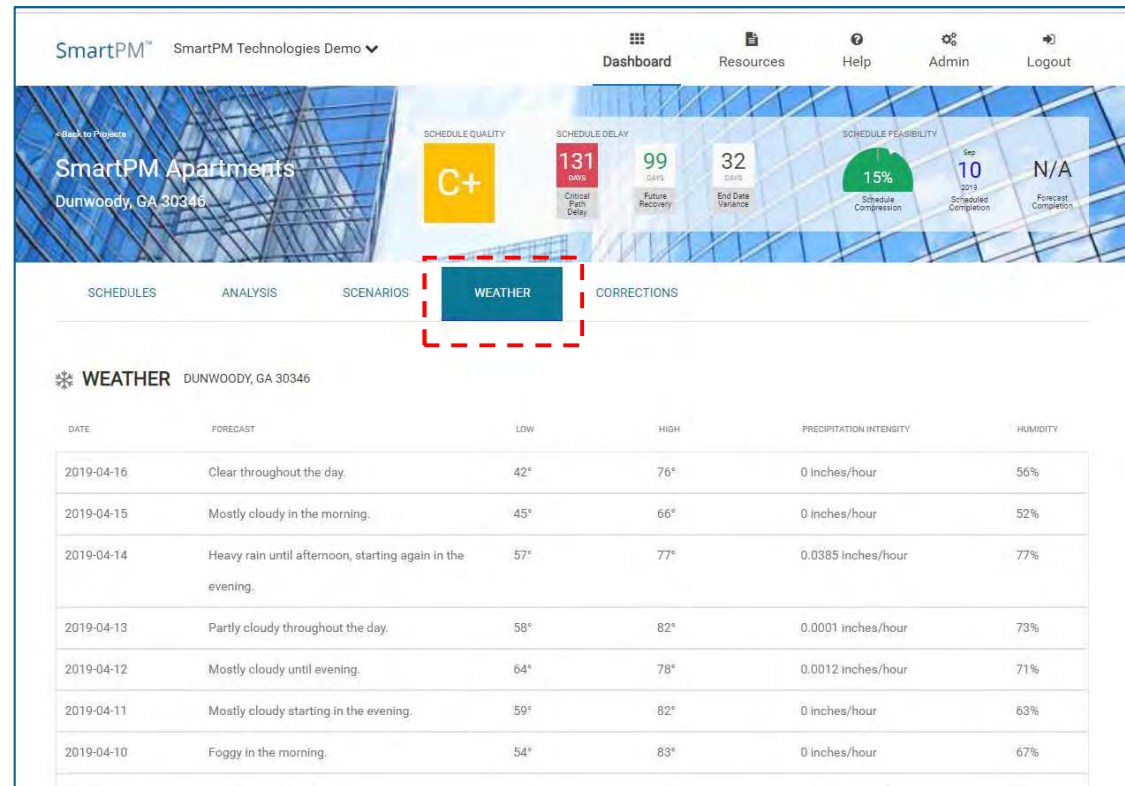 SmartPM™ SmartPM Technologies Demo
Dashboard Resources Help Admin Logout
< Back to Projects
SmartPM Apartments
Dunwoody, GA 30346
SCHEDULE QUALITY
C+
SCHEDULE DELAY
131
DAYS
Critical
Path
Delay
99
DAYS
Future
Recovery
32
DAYS
End Date
Variance
SCHEDULE FEASIBILITY
15%
Schedule
Compression
Sep
10
2019
Scheduled
Completion
N/A
Forecast
Completion
SCHEDULES ANALYSIS SCENARIOS WEATHER CORRECTIONS
WEATHER DUNWOODY, GA 30346
DATE FORECAST LOW HIGH PRECIPITATION INTENSITY HUMIDITY
2019-04-16 Clear throughout the day. 42° 76° 0 inches/hour 56%
2019-04-15 Mostly cloudy in the morning. 45° 66° 0 inches/hour 52%
2019-04-14 Heavy rain until afternoon, starting again in the 57° 77° 0.0385 inches/hour 77%
evening.
2019-04-13 Partly cloudy throughout the day. 58° 82° 0.0001 inches/hour 73%
2019-04-12 Mostly cloudy until evening. 64° 78° 0.0012 inches/hour 71%
2019-04-11 Mostly cloudy starting in the evening. 59° 82° 0 inches/hour 63%
2019-04-10 Foggy in the morning. 54° 83° 0 inches/hour 67%